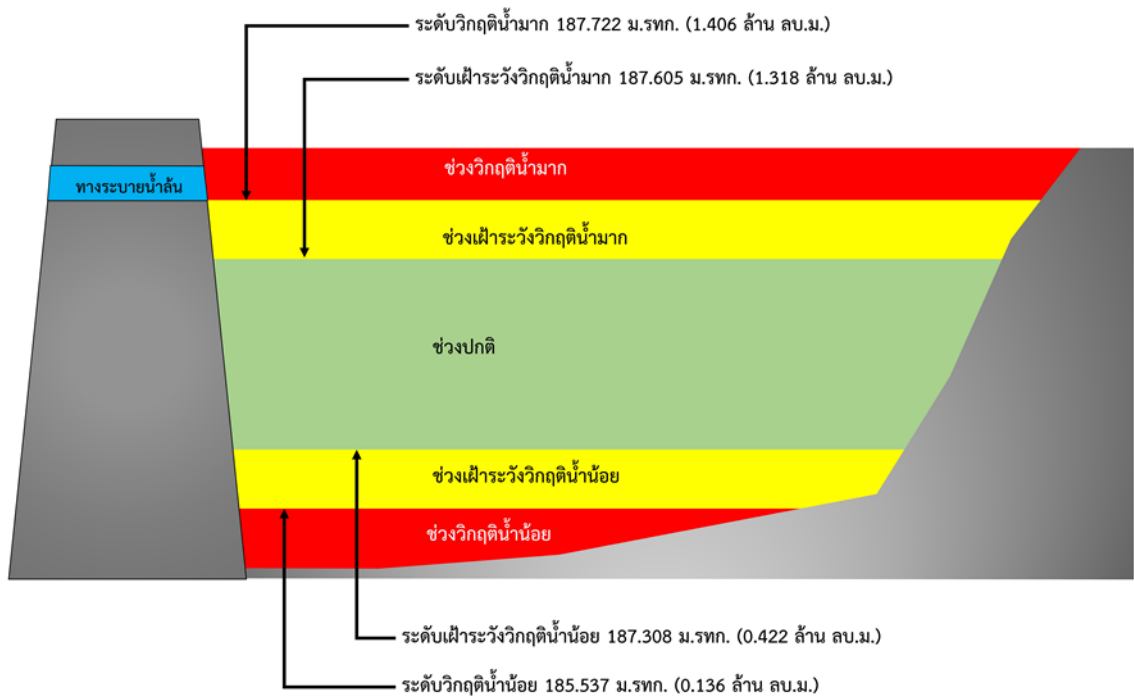 ระดับวิกฤติน้ำมาก 187.722 ม.รทก. (1.406 ล้าน ลบ.ม.)
ระดับเฝ้าระวังวิกฤติน้ำมาก 187.605 ม.รทก. (1.318 ล้าน ลบ.ม.)
ช่วงวิกฤติน้ำมาก
ทางระบายน้ำล้น
ช่วงเฝ้าระวังวิกฤติน้ำมาก
ช่วงปกติ
ช่วงเฝ้าระวังวิกฤติน้ำน้อย
ช่วงวิกฤติน้ำน้อย
ระดับเฝ้าระวังวิกฤติน้ำน้อย 187.308 ม.รทก. (0.422 ล้าน ลบ.ม.)
ระดับวิกฤติน้ำน้อย 185.537 ม.รทก. (0.136 ล้าน ลบ.ม.)